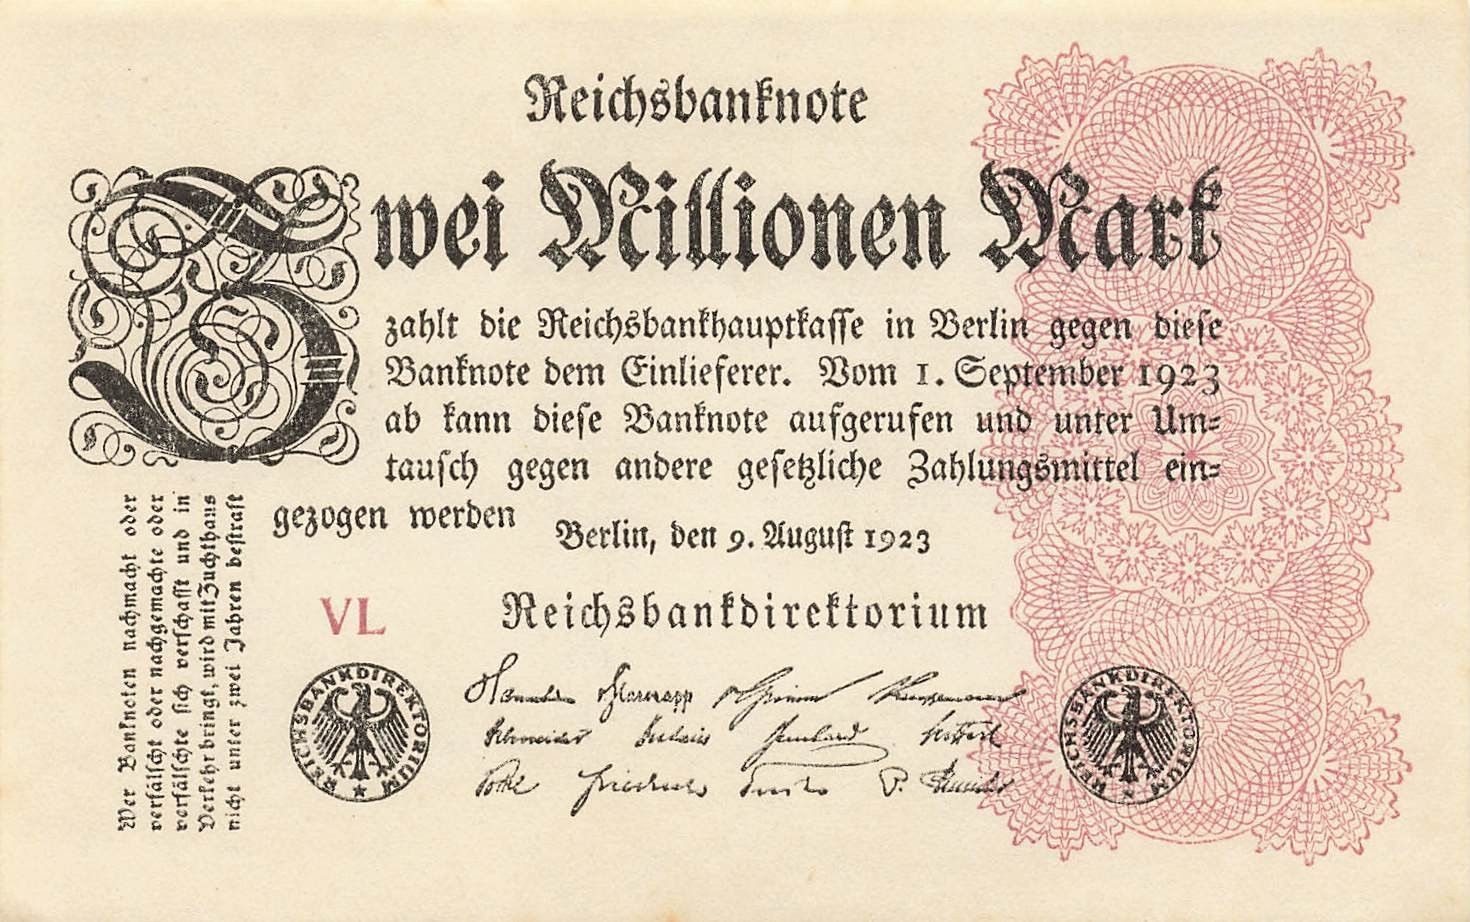 Reichsbanknote
Zwei Millionen Mark
zahlt die Reichsbankhauptkasse in Berlin gegen diese
Banknote dem Einlieferer. Vom 1. September 1923
ab kann diese Banknote aufgerufen und unter Um-
tausch gegen andere gesetzliche Zahlungsmittel ein-
gezogen werden
Berlin, den 9. August 1923
VL
Reichsbankdirektorium
Wer Banknoten nachmacht oder
verfälscht oder nachgemachte oder
verfälschte sich verschafft und in
Verkehr bringt, wird mit Zuchthaus
nicht unter zwei Jahren bestraft
REICHSBANKDIREKTORIUM
REICHSBANKDIREKTORIUM
Schneider
Friedrich
P. Schneider